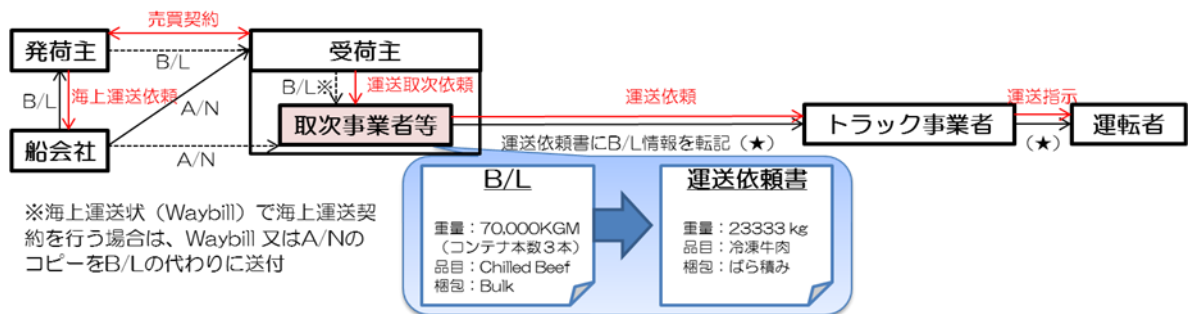 売買契約
発荷主
受荷主
B/L
B/L
海上運送依頼
A/N
B/L※
運送取次依頼
取次事業者等
運送依頼
運送依頼書にB/L情報を転記(★)
トラック事業者
運送指示
(★)
運転者
船会社
A/N
※海上運送状(Waybill)で海上運送契
約を行う場合は、Waybill 又はA/Nの
コピーをB/Lの代わりに送付
B/L
重量:70,000KGM
(コンテナ本数3本)
品目:Chilled Beef
梱包:Bulk
運送依頼書
重量:23333 kg
品目:冷凍牛肉
梱包:ばら積み